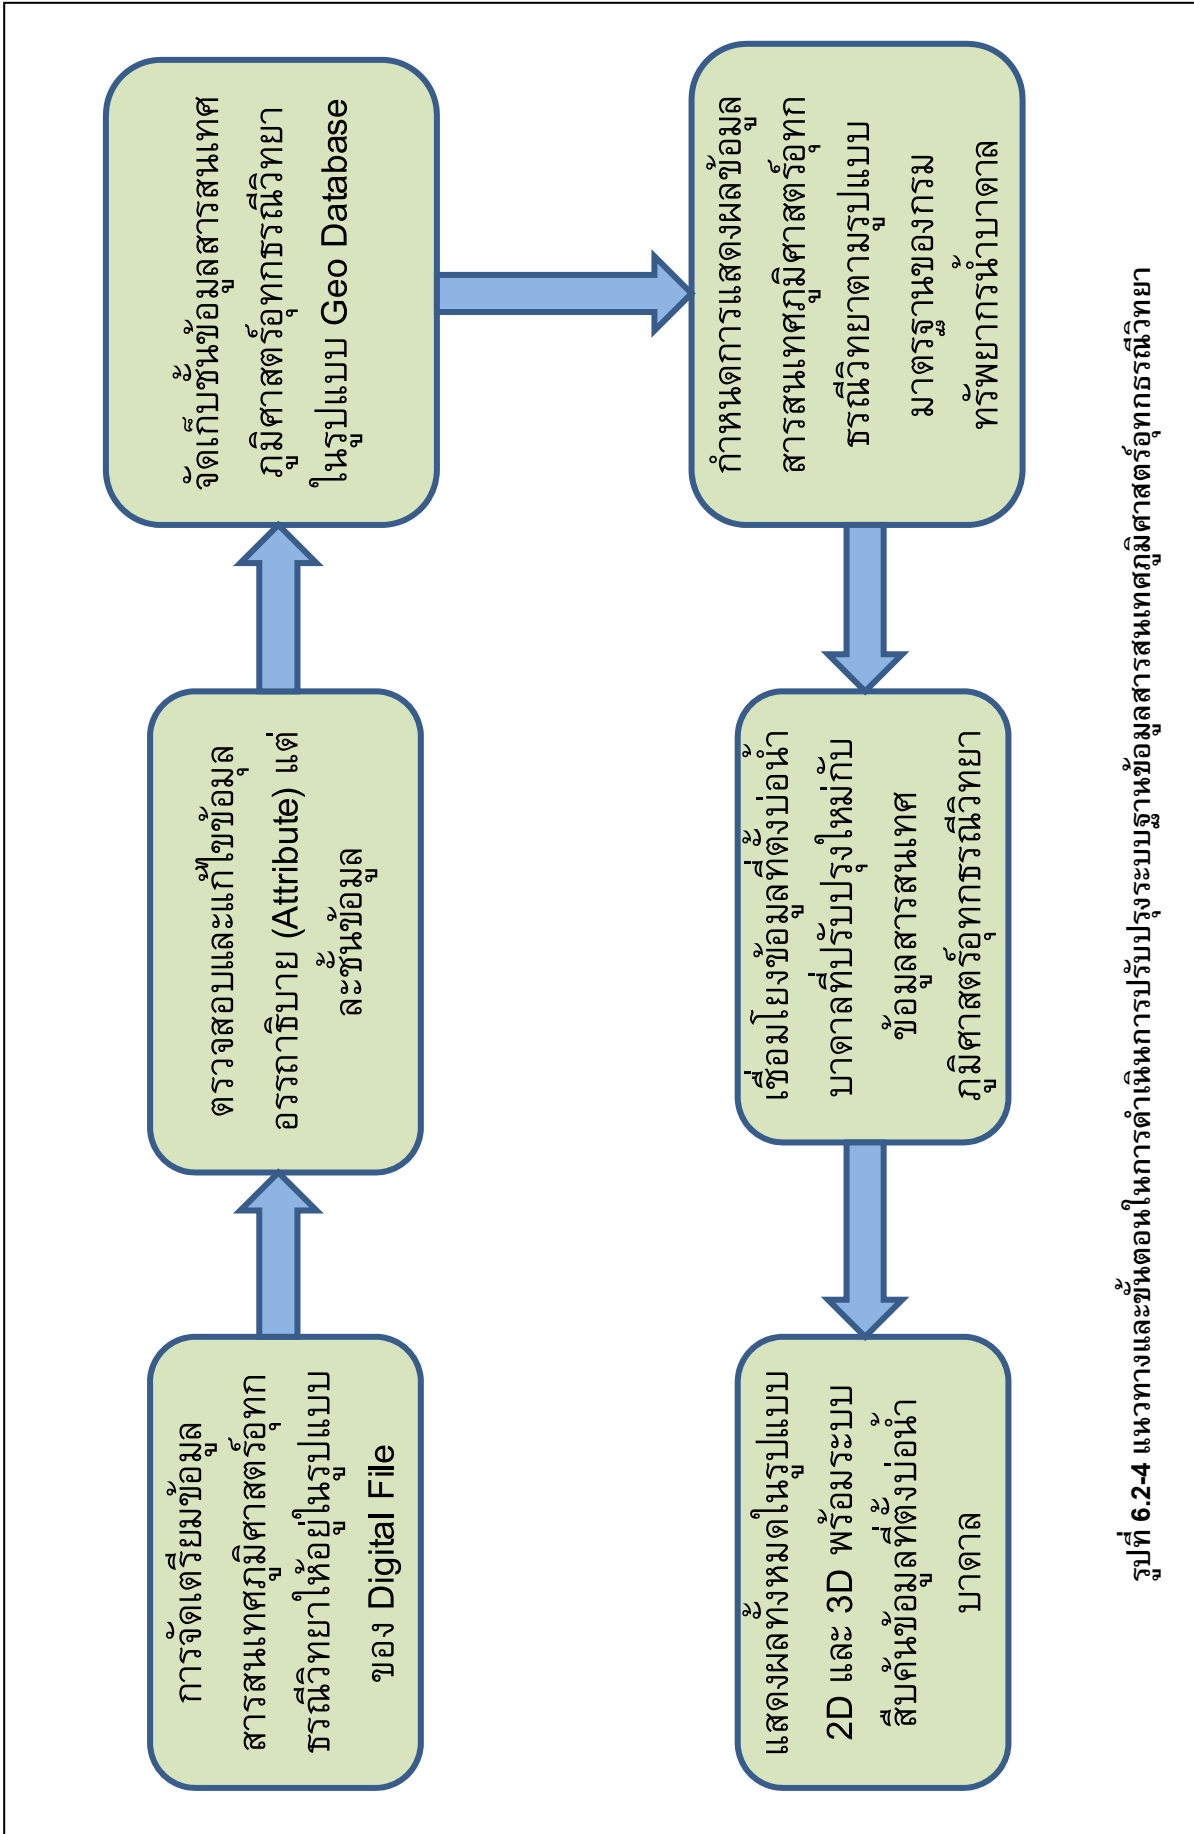 การจัดเตรียมข้อมูล
สารสนเทศภูมิศาสตร์อุทก
ธรณีวิทยาให้อยู่ในรูปแบบ
ของ Digital File
ตรวจสอบและแก้ไขข้อมูล
อรรถาธิบาย (Attribute) แต่
ละชั้นข้อมูล
จัดเก็บชั้นข้อมูลสารสนเทศ
ภูมิศาสตร์อุทกธรณีวิทยา
ในรูปแบบ Geo Database
กำหนดการแสดงผลข้อมูล
สารสนเทศภูมิศาสตร์อุทก
ธรณีวิทยาตามรูปแบบ
มาตรฐานของกรม
ทรัพยากรน้ำบาดาล
เชื่อมโยงข้อมูลที่ตั้งบ่อน้ำ
บาดาลที่ปรับปรุงใหม่กับ
ข้อมูลสารสนเทศ
ภูมิศาสตร์อุทกธรณีวิทยา
แสดงผลทั้งหมดในรูปแบบ
2D และ 3D พร้อมระบบ
สืบค้นข้อมูลที่ตั้งบ่อน้ำ
บาดาล
รูปที่ 6.2-4 แนวทางและขั้นตอนในการดำเนินการปรับปรุงระบบฐานข้อมูลสารสนเทศภูมิศาสตร์อุทกธรณีวิทยา